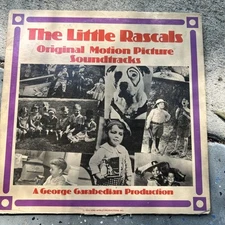 The Little Rascals
Original Motion Picture
Soundtracks
A George Garabedian Production